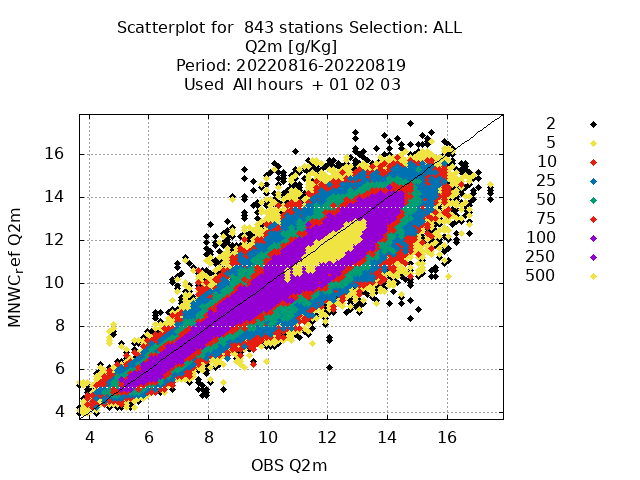 Scatterplot for  843 stations Selection: ALL
Q2m [g/Kg]
Period: 20220816-20220819
Used  All hours  + 01 02 03
MNWC,ref Q2m
16
14
12
10
8
6
4
4 6 8 10 12 14 16
OBS Q2m
2
5
10
25
50
75
100
250
500